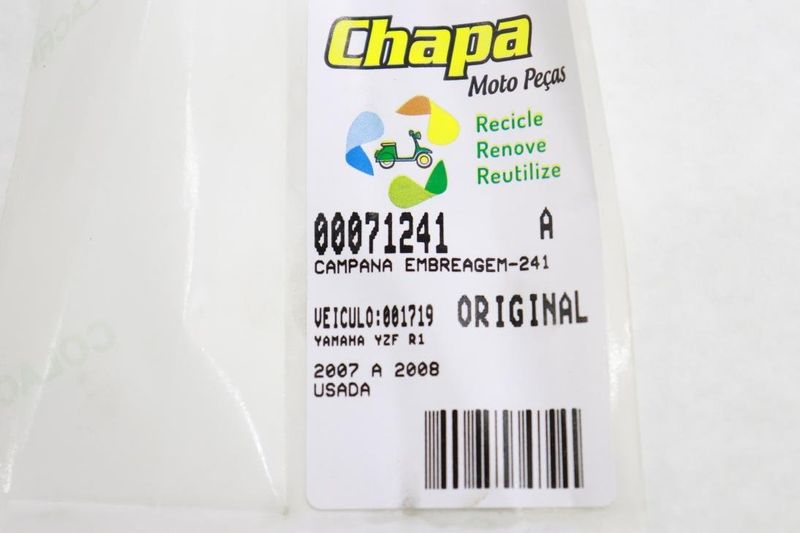 Chapa
Moto Peças
Recicle
Renove
Reutilize
00071241 A
CAMPANA EMBREAGEM-241
VEICULO:001719 ORIGINAL
YAMAHA YZF R1
2007 A 2008
USADA